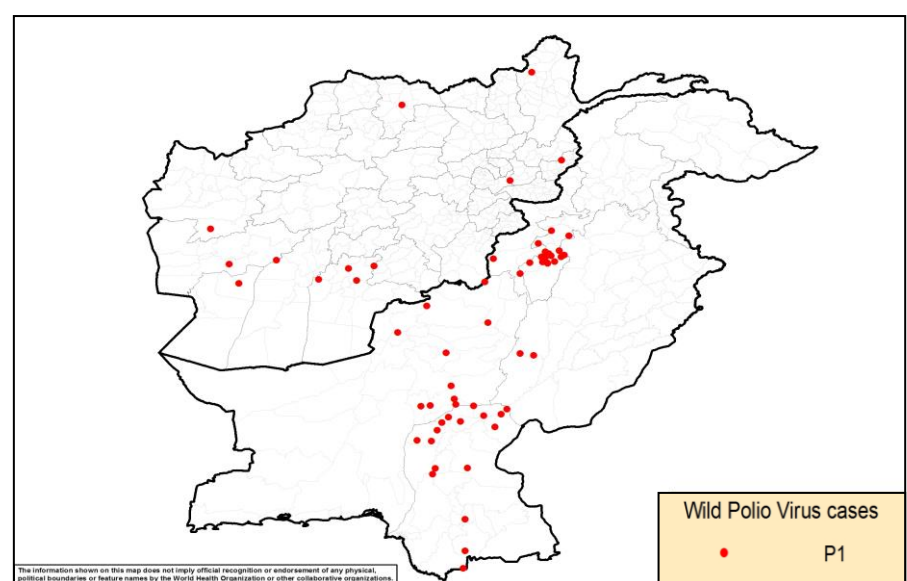 Wild Polio Virus cases
P1
The information shown on this map does not imply official recognition or endorsement of any physical,
political boundaries or feature names by the World Health Organization or other collaborative organizations.